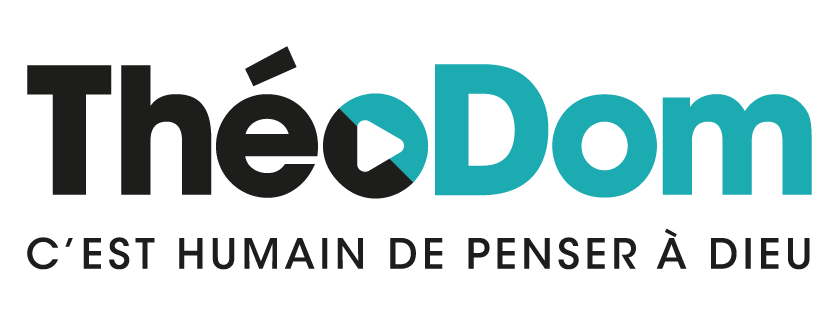 ThéoDom
C'EST HUMAIN DE PENSER À DIEU